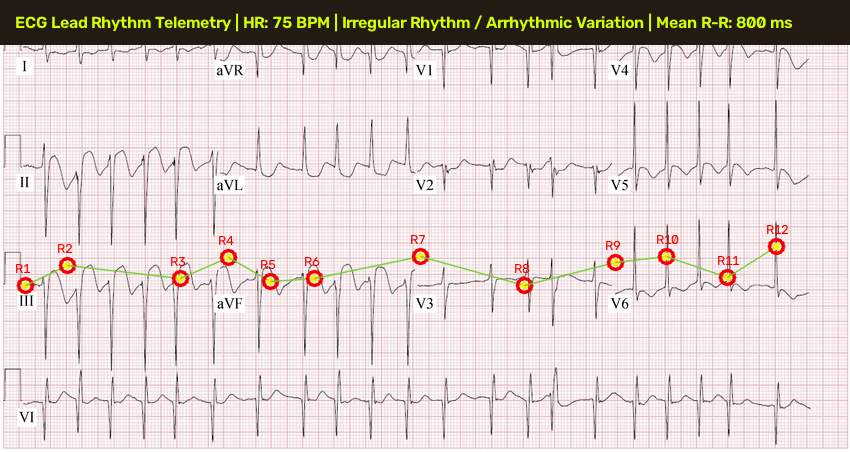 ECG Lead Rhythm Telemetry | HR: 75 BPM | Irregular Rhythm / Arrhythmic Variation | Mean R-R: 800 ms
I aVR V1 V4
II aVL V2 V5
R1 R2 R3 R4 R5 R6 R7 R8 R9 R10 R11 R12
III aVF V3 V6
VI